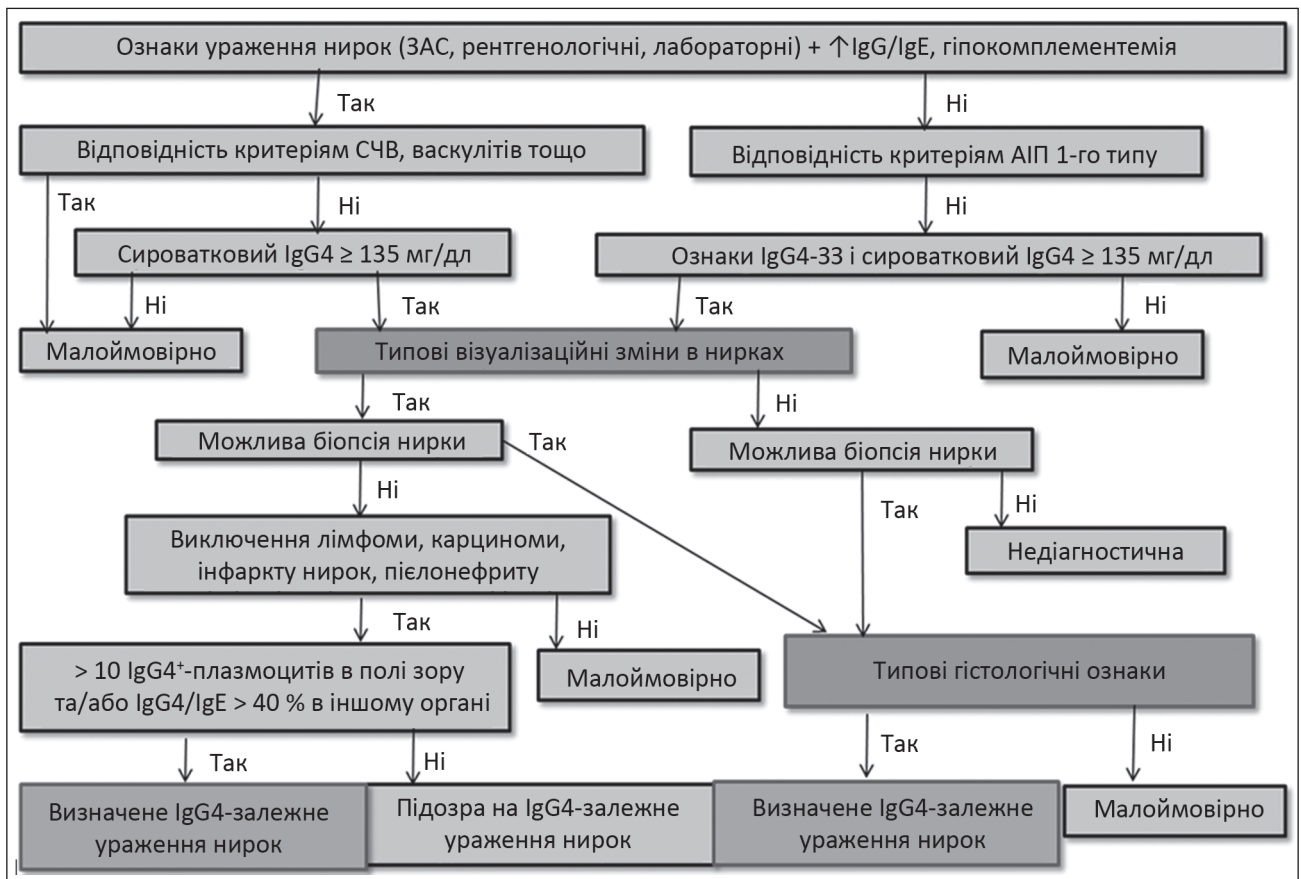 Ознаки ураження нирок (ЗАС, рентгенологічні, лабораторні) + ↑IgG/IgE, гіпокомплементемія
Так
Ні
Відповідність критеріям СЧВ, васкулітів тощо
Відповідність критеріям АІП 1-го типу
Так
Ні
Ні
Сироватковий IgG4 ≥ 135 мг/дл
Ознаки IgG4-33 і сироватковий IgG4 ≥ 135 мг/дл
Ні
Так
Так
Ні
Малоймовірно
Типові візуалізаційні зміни в нирках
Малоймовірно
Так
Ні
Можлива біопсія нирки
Так
Можлива біопсія нирки
Ні
Так
Ні
Виключення лімфоми, карциноми,
інфаркту нирок, пієлонефриту
Недіагностична
Так
Ні
> 10 IgG4⁺-плазмоцитів в полі зору
та/або IgG4/IgE > 40 % в іншому органі
Малоймовірно
Типові гістологічні ознаки
Так
Ні
Так
Ні
Визначене IgG4-залежне
ураження нирок
Підозра на IgG4-залежне
ураження нирок
Визначене IgG4-залежне
ураження нирок
Малоймовірно